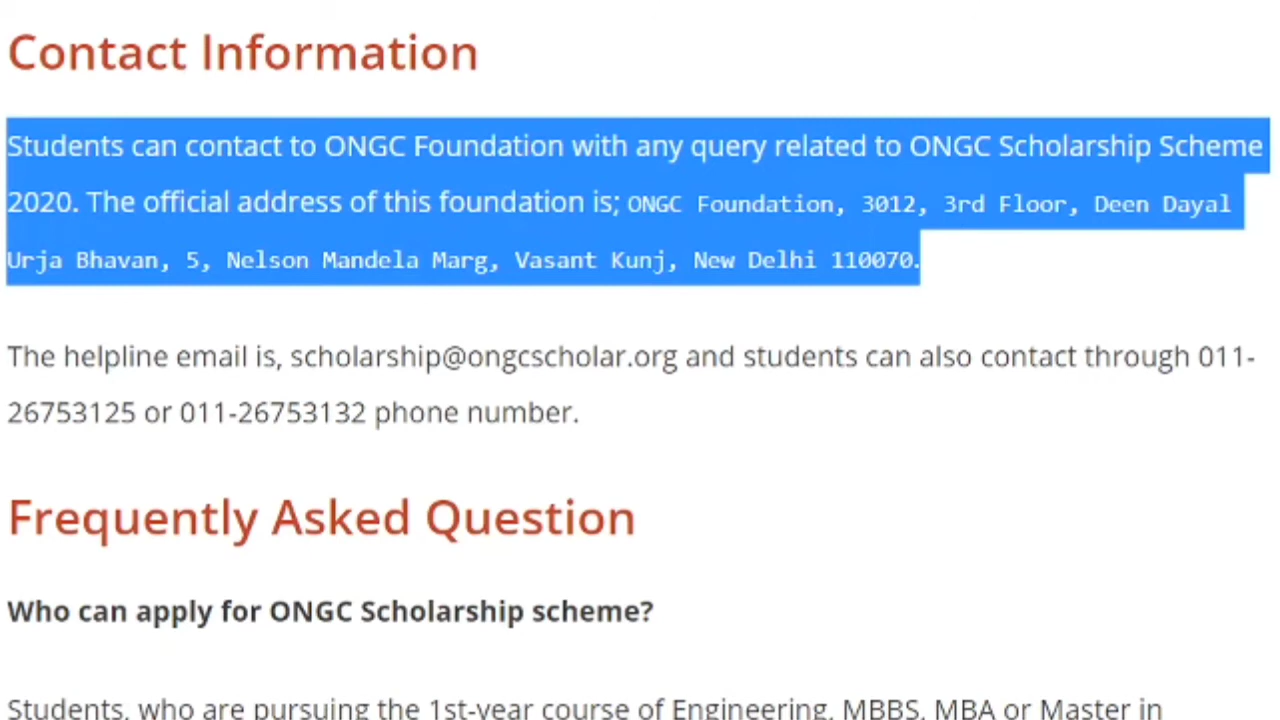 Contact Information
Students can contact to ONGC Foundation with any query related to ONGC Scholarship Scheme
2020. The official address of this foundation is; ONGC Foundation, 3012, 3rd Floor, Deen Dayal
Urja Bhavan, 5, Nelson Mandela Marg, Vasant Kunj, New Delhi 110070.
The helpline email is, scholarship@ongcscholar.org and students can also contact through 011-
26753125 or 011-26753132 phone number.
Frequently Asked Question
Who can apply for ONGC Scholarship scheme?
Students, who are pursuing the 1st-year course of Engineering, MBBS, MBA or Master in